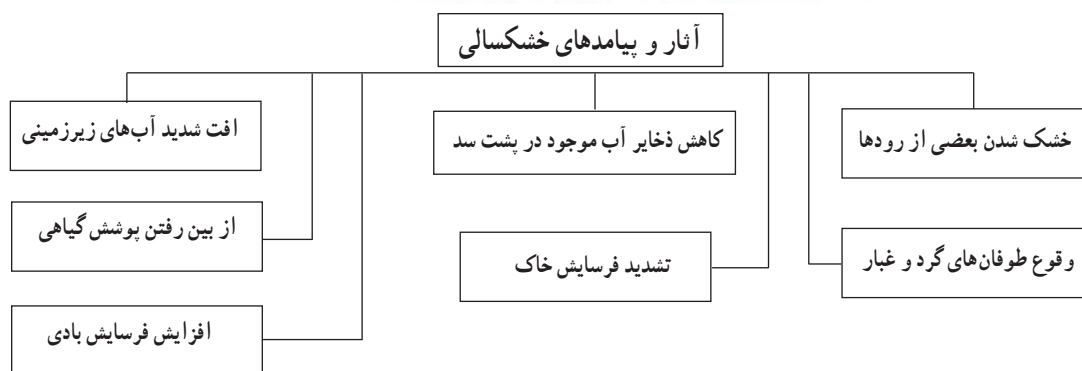 آثار و پیامدهای خشکسالی
خشک شدن بعضی از رودها
کاهش ذخایر آب موجود در پشت سد
افت شدید آب‌های زیرزمینی
وقوع طوفان‌های گرد و غبار
تشدید فرسایش خاک
از بین رفتن پوشش گیاهی
افزایش فرسایش بادی